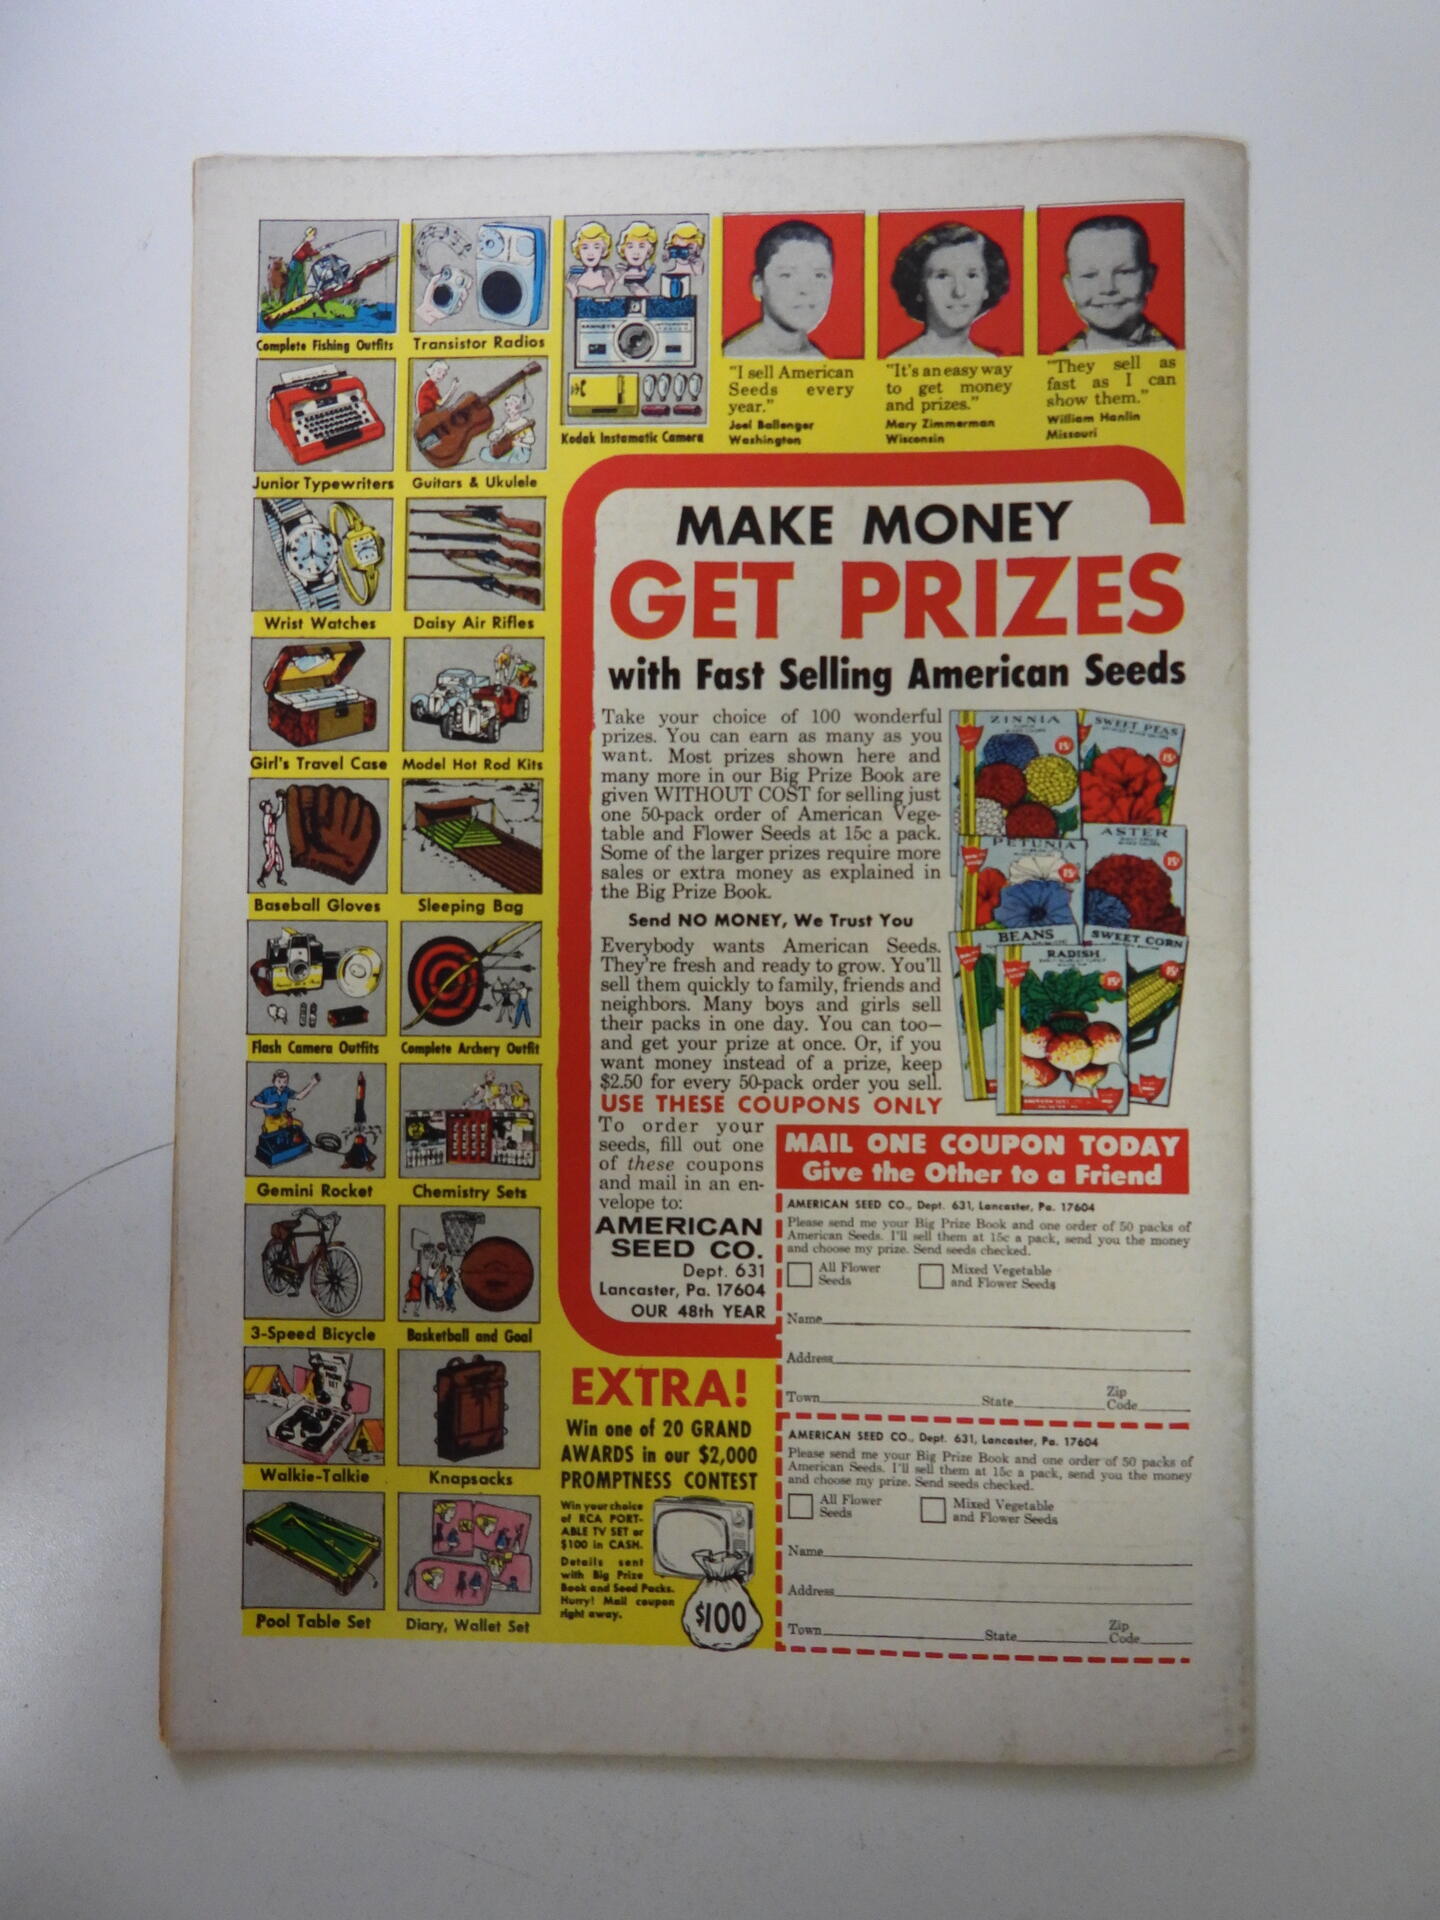 Complete Fishing Outfits
Transistor Radios
Kodak Instamatic Camera
Junior Typewriters
Guitars & Ukulele
Wrist Watches
Daisy Air Rifles
Girl's Travel Case
Model Hot Rod Kits
Baseball Gloves
Sleeping Bag
Flash Camera Outfits
Complete Archery Outfit
Gemini Rocket
Chemistry Sets
3-Speed Bicycle
Basketball and Goal
Walkie-Talkie
Knapsacks
Pool Table Set
Diary, Wallet Set
"I sell American
Seeds every
year."
Joel Ballenger
Washington
"It's an easy way
to get money
and prizes."
Mary Zimmerman
Wisconsin
"They sell as
fast as I can
show them."
William Hanlin
Missouri
MAKE MONEY
GET PRIZES
with Fast Selling American Seeds
Take your choice of 100 wonderful
prizes. You can earn as many as you
want. Most prizes shown here and
many more in our Big Prize Book are
given WITHOUT COST for selling just
one 50-pack order of American Vege-
table and Flower Seeds at 15c a pack.
Some of the larger prizes require more
sales or extra money as explained in
the Big Prize Book.
Send NO MONEY, We Trust You
Everybody wants American Seeds.
They're fresh and ready to grow. You'll
sell them quickly to family, friends and
neighbors. Many boys and girls sell
their packs in one day. You can too—
and get your prize at once. Or, if you
want money instead of a prize, keep
$2.50 for every 50-pack order you sell.
USE THESE COUPONS ONLY
To order your
seeds, fill out one
of these coupons
and mail in an en-
velope to:
AMERICAN
SEED CO.
Dept. 631
Lancaster, Pa. 17604
OUR 48th YEAR
ZINNIA
15¢
SWEET PEAS
15¢
PETUNIA
15¢
ASTER
15¢
BEANS
SWEET CORN
15¢
RADISH
15¢
MAIL ONE COUPON TODAY
Give the Other to a Friend
AMERICAN SEED CO., Dept. 631, Lancaster, Pa. 17604
Please send me your Big Prize Book and one order of 50 packs of
American Seeds. I'll sell them at 15c a pack, send you the money
and choose my prize. Send seeds checked.
All Flower
Seeds
Mixed Vegetable
and Flower Seeds
Name
Address
Town State Zip
Code
AMERICAN SEED CO., Dept. 631, Lancaster, Pa. 17604
Please send me your Big Prize Book and one order of 50 packs of
American Seeds. I'll sell them at 15c a pack, send you the money
and choose my prize. Send seeds checked.
All Flower
Seeds
Mixed Vegetable
and Flower Seeds
Name
Address
Town State Zip
Code
EXTRA!
Win one of 20 GRAND
AWARDS in our $2,000
PROMPTNESS CONTEST
Win your choice
of RCA PORT-
ABLE TV SET or
$100 in CASH.
Details sent
with Big Prize
Book and Seed Packs.
Hurry! Mail coupon
right away.
$100